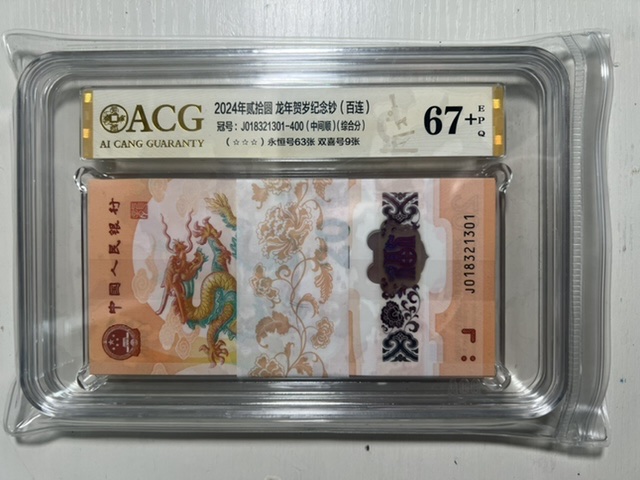 ACG
AI CANG GUARANTY
2024年贰拾圆 龙年贺岁纪念钞（百连）
冠号：J018321301-400（中间顺）（综合分）
（☆☆☆）永恒号63张 双喜号9张
67+
EPQ
中国人民银行
J018321301